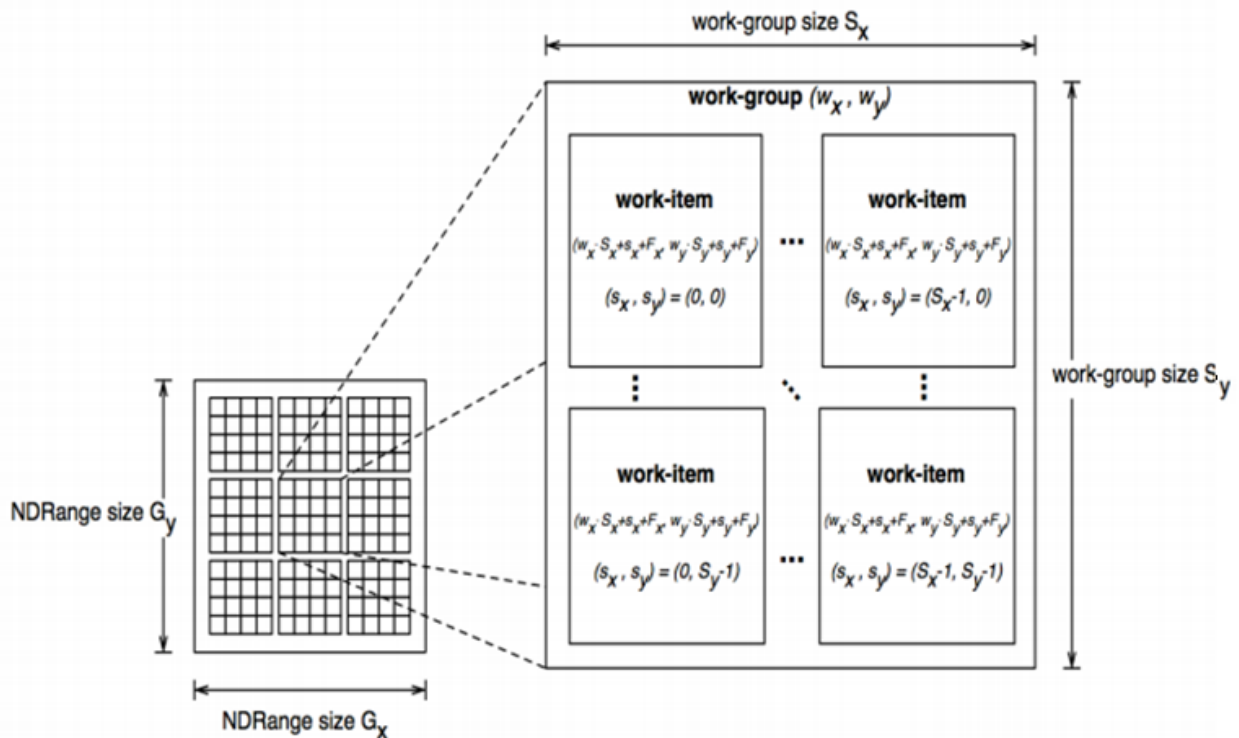 work-group size Sx
work-group (wx , wy)
work-item
work-item
(wx·Sx+sx+Fx, wy·Sy+sy+Fy)
...
(wx·Sx+sx+Fx, wy·Sy+sy+Fy)
(sx , sy) = (0, 0)
(sx , sy) = (Sx-1, 0)
work-group size Sy
work-item
work-item
NDRange size Gy
(wx·Sx+sx+Fx, wy·Sy+sy+Fy)
(wx·Sx+sx+Fx, wy·Sy+sy+Fy)
...
(sx , sy) = (0, Sy-1)
(sx , sy) = (Sx-1, Sy-1)
NDRange size Gx